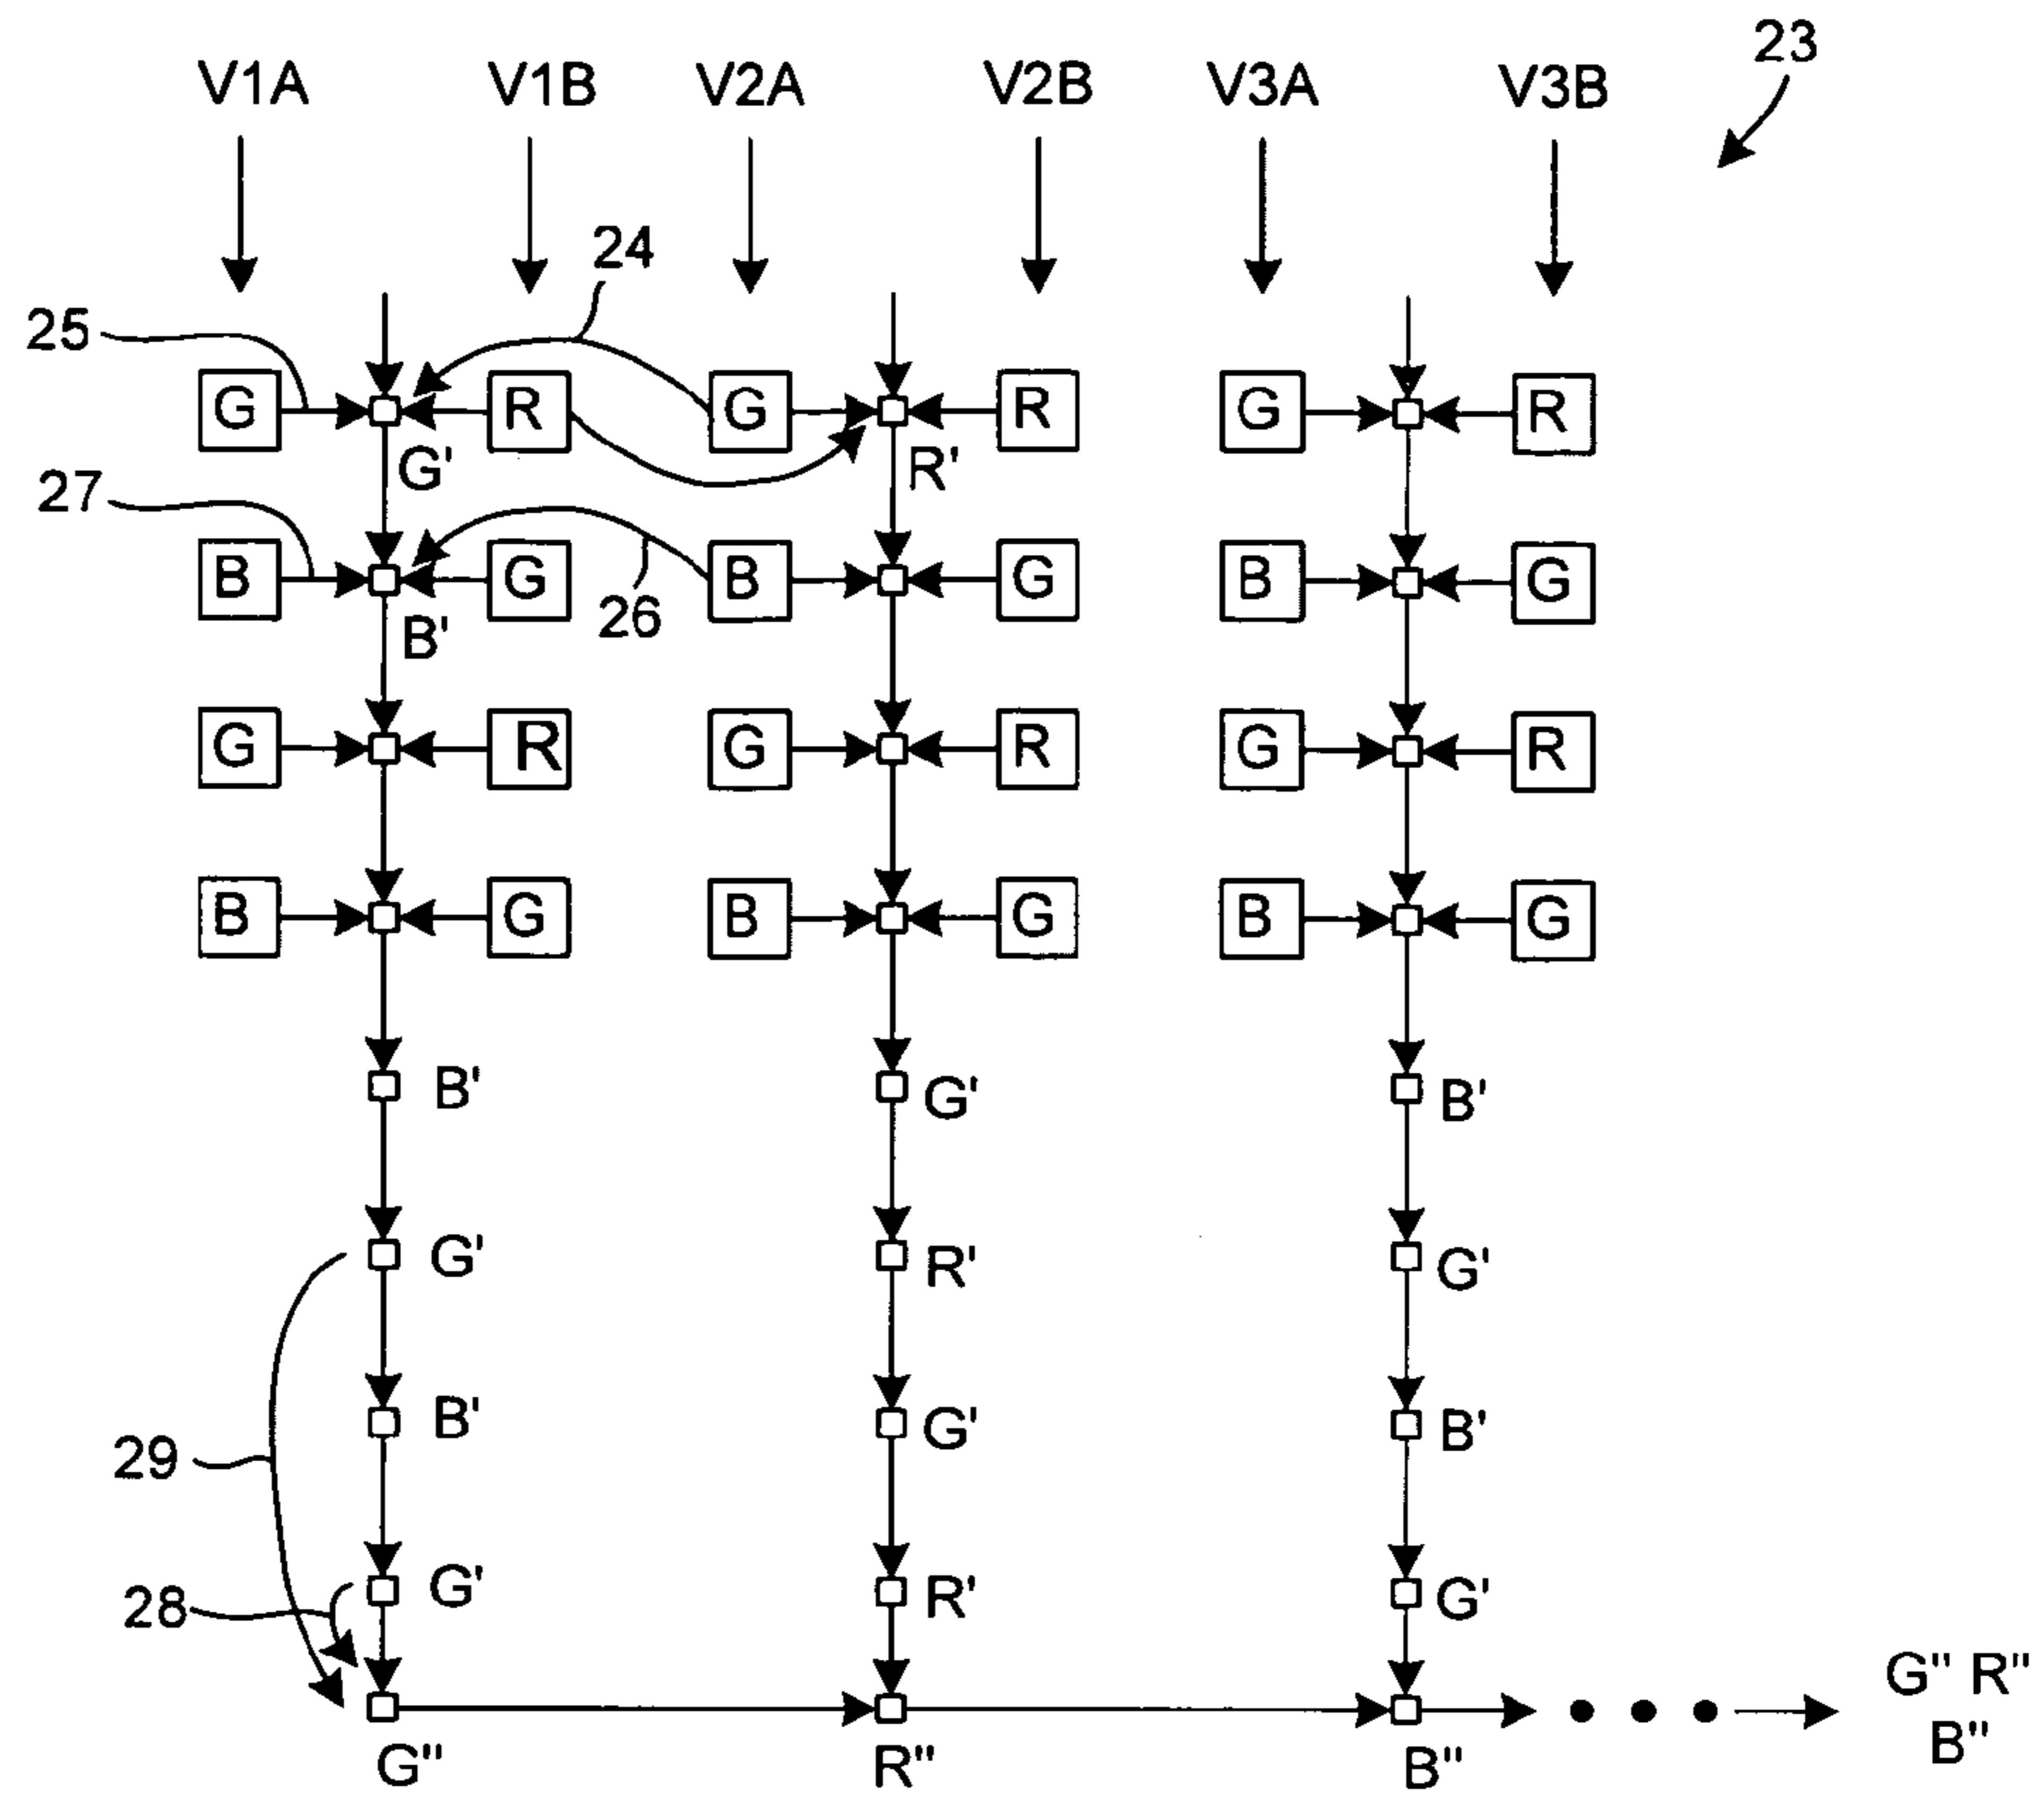 23
V1A V1B V2A V2B V3A V3B
24
25
G R G R G R
G' R'
27
B G B G B G
26
B'
G R G R G R
B G B G B G
B' G' B'
G' R' G'
B' G' B'
29
G' R' G'
28
G" R"
B"
G" R" B"